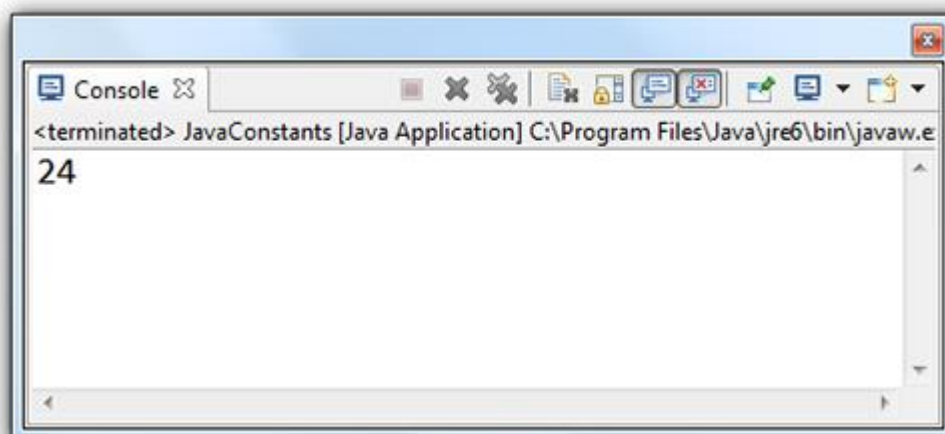 Console
<terminated> JavaConstants [Java Application] C:\Program Files\Java\jre6\bin\javaw.e
24